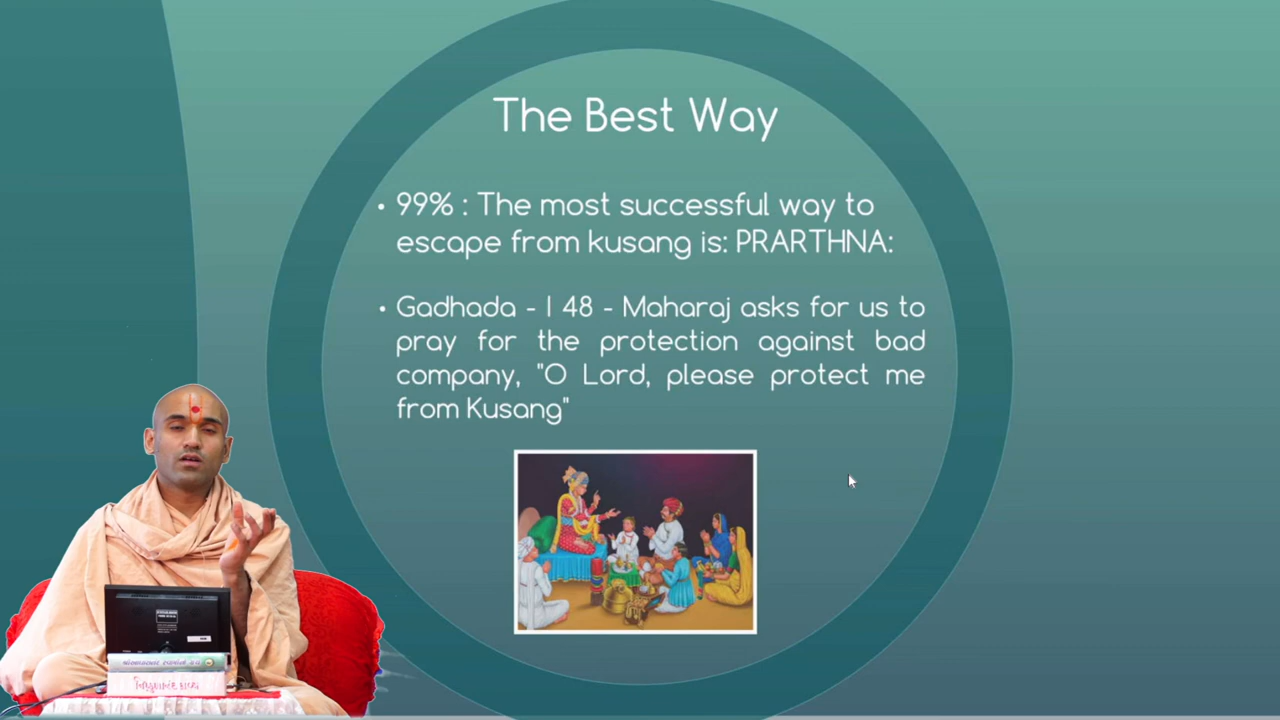 The Best Way
• 99% : The most successful way to
escape from kusang is: PRARTHNA:
• Gadhada - I 48 - Maharaj asks for us to
pray for the protection against bad
company, "O Lord, please protect me
from Kusang"